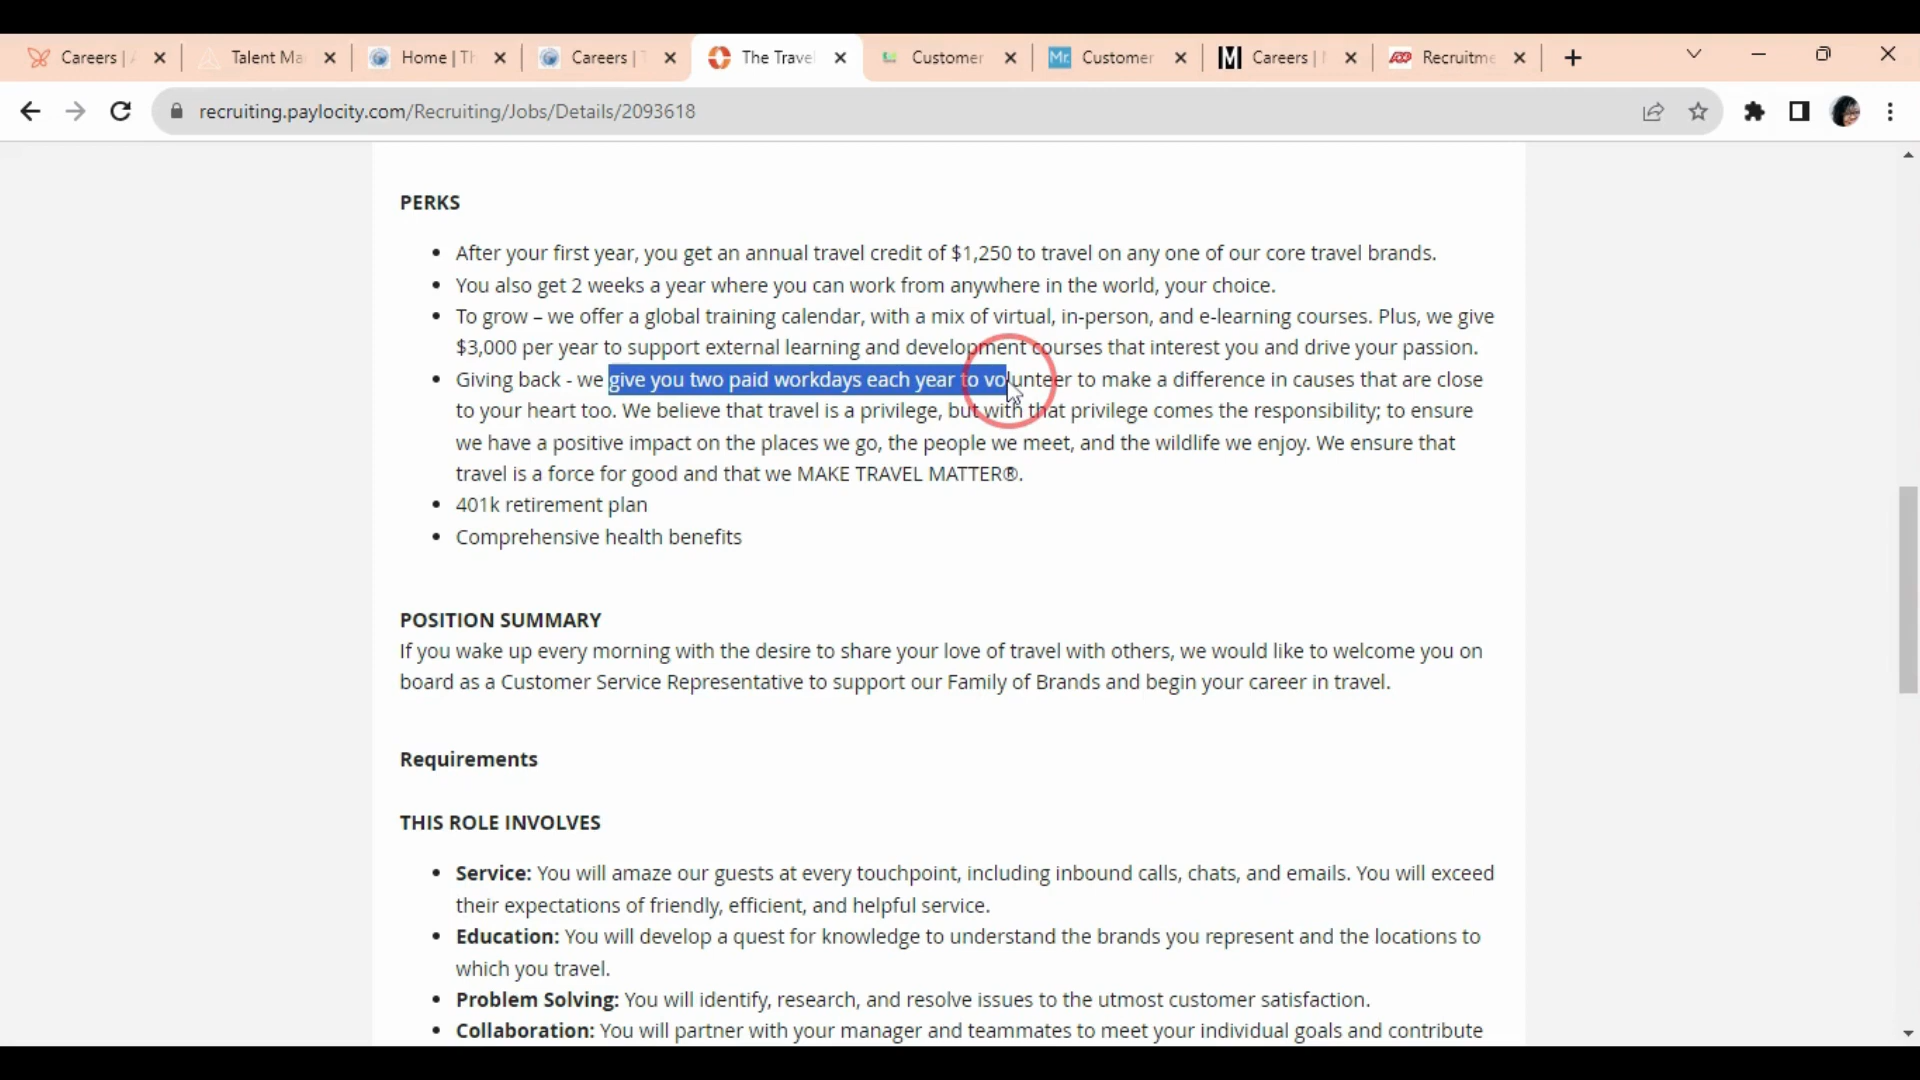 Careers | Talent Ma Home | Th Careers | The Trave Customer Mr. Customer M Careers | ADP Recruitme
recruiting.paylocity.com/Recruiting/Jobs/Details/2093618
PERKS
• After your first year, you get an annual travel credit of $1,250 to travel on any one of our core travel brands.
• You also get 2 weeks a year where you can work from anywhere in the world, your choice.
• To grow – we offer a global training calendar, with a mix of virtual, in-person, and e-learning courses. Plus, we give
$3,000 per year to support external learning and development courses that interest you and drive your passion.
• Giving back - we give you two paid workdays each year to volunteer to make a difference in causes that are close
to your heart too. We believe that travel is a privilege, but with that privilege comes the responsibility; to ensure
we have a positive impact on the places we go, the people we meet, and the wildlife we enjoy. We ensure that
travel is a force for good and that we MAKE TRAVEL MATTER®.
• 401k retirement plan
• Comprehensive health benefits
POSITION SUMMARY
If you wake up every morning with the desire to share your love of travel with others, we would like to welcome you on
board as a Customer Service Representative to support our Family of Brands and begin your career in travel.
Requirements
THIS ROLE INVOLVES
• Service: You will amaze our guests at every touchpoint, including inbound calls, chats, and emails. You will exceed
their expectations of friendly, efficient, and helpful service.
• Education: You will develop a quest for knowledge to understand the brands you represent and the locations to
which you travel.
• Problem Solving: You will identify, research, and resolve issues to the utmost customer satisfaction.
• Collaboration: You will partner with your manager and teammates to meet your individual goals and contribute